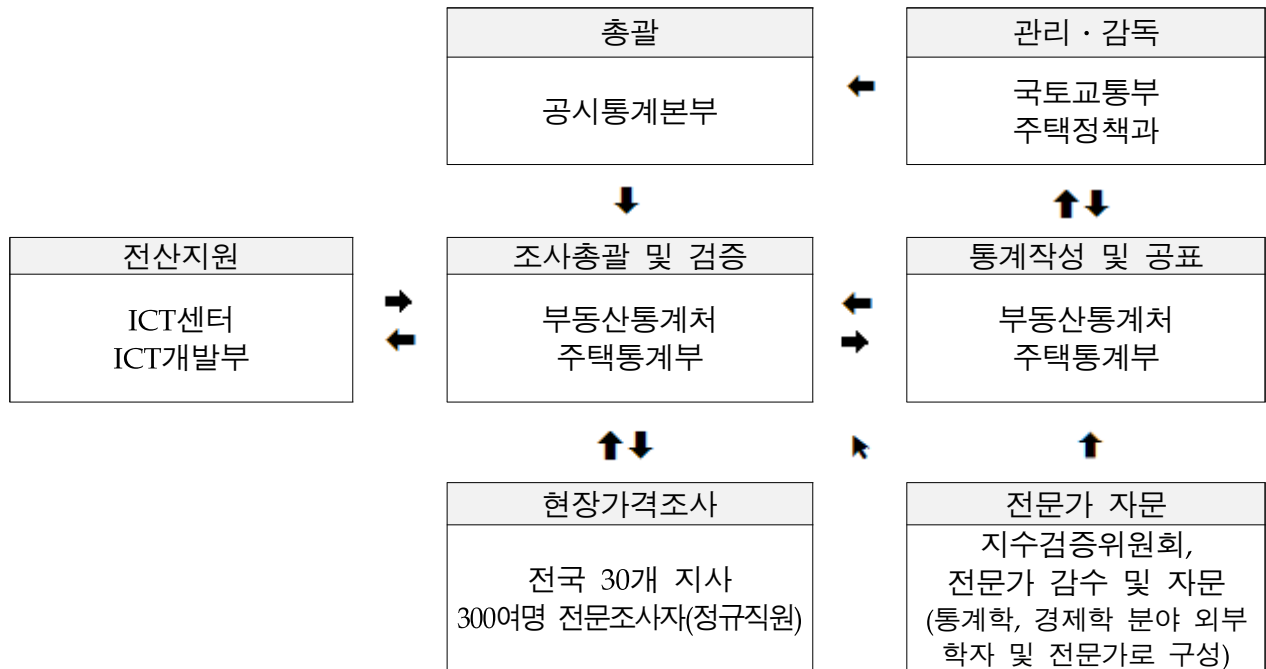 총괄
공시통계본부
관리 · 감독
국토교통부
주택정책과
전산지원
ICT센터
ICT개발부
조사총괄 및 검증
부동산통계처
주택통계부
통계작성 및 공표
부동산통계처
주택통계부
현장가격조사
전국 30개 지사
300여명 전문조사자(정규직원)
전문가 자문
지수검증위원회,
전문가 감수 및 자문
(통계학, 경제학 분야 외부
학자 및 전문가로 구성)